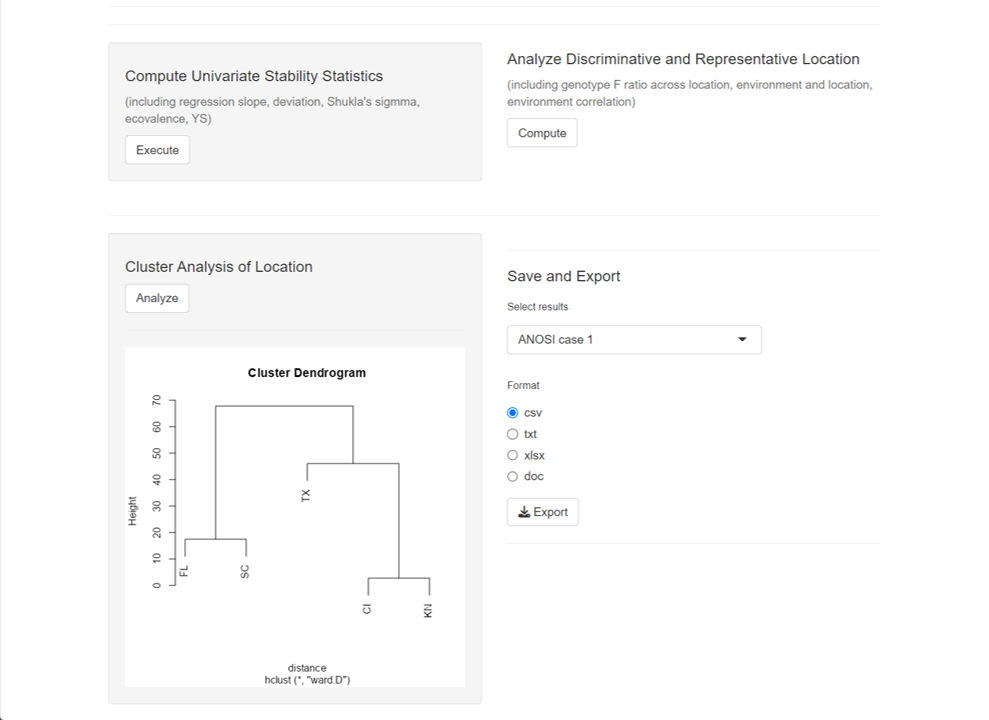 Compute Univariate Stability Statistics
(including regression slope, deviation, Shukla's sigmma,
ecovalence, YS)
Execute
Analyze Discriminative and Representative Location
(including genotype F ratio across location, environment and location,
environment correlation)
Compute
Cluster Analysis of Location
Analyze
Cluster Dendrogram
Height
70
60
50
40
30
20
10
0
FL
SC
TX
CI
KN
distance
hclust (*, "ward.D")
Save and Export
Select results
ANOSI case 1
Format
csv
txt
xlsx
doc
Export